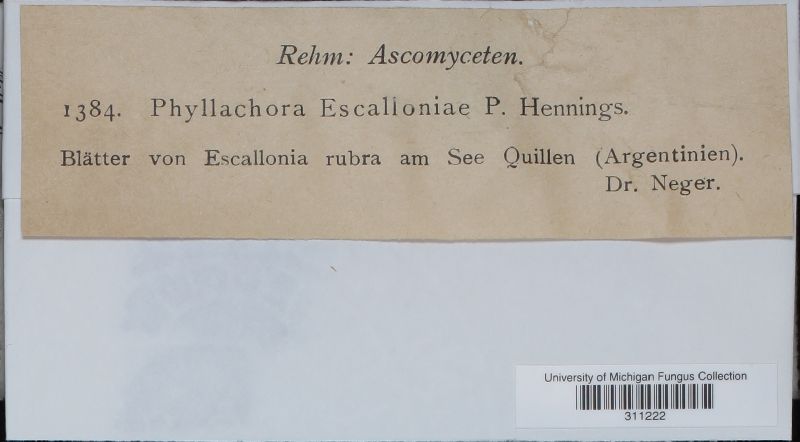 Rehm: Ascomyceten.
1384. Phyllachora Escalloniae P. Hennings.
Blätter von Escallonia rubra am See Quillen (Argentinien).
Dr. Neger.
University of Michigan Fungus Collection
311222